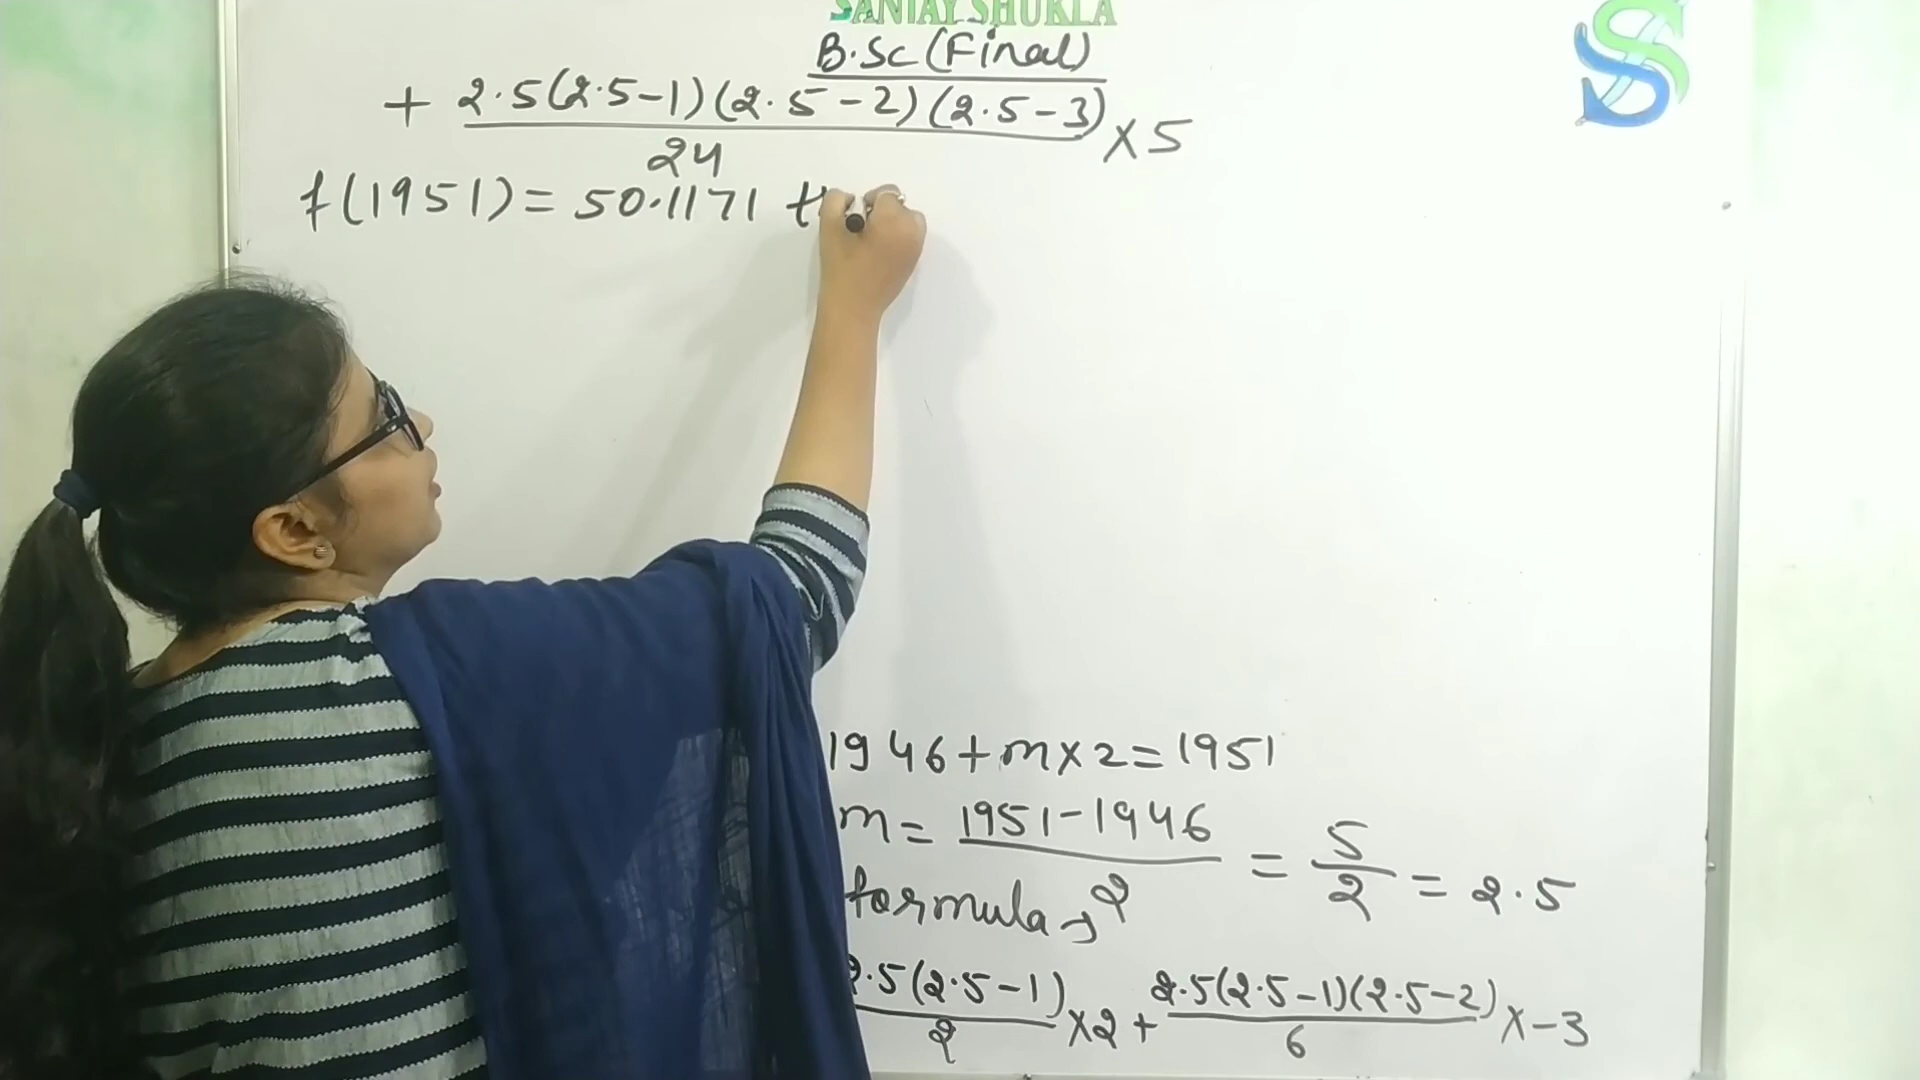 SANJAY SHUKLA
B.Sc (Final)
+ 2.5(2.5-1)(2.5-2)(2.5-3)/24 ×5
f(1951) = 50.1171
1946+m×2=1951
m = 1951-1946/2 = 5/2 = 2.5
formula,
2.5(2.5-1)/2 ×2 + 2.5(2.5-1)(2.5-2)/6 ×-3